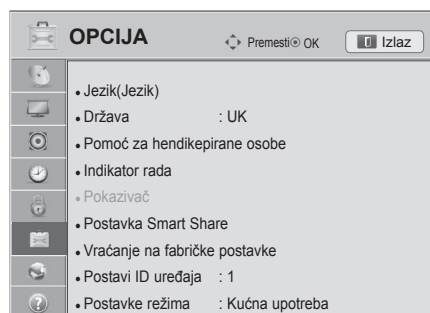 OPCIJA Premesti OK Izlaz
• Jezik(Jezik)
• Država : UK
• Pomoć za hendikepirane osobe
• Indikator rada
• Pokazivač
• Postavka Smart Share
• Vraćanje na fabričke postavke
• Postavi ID uređaja : 1
• Postavke režima : Kućna upotreba